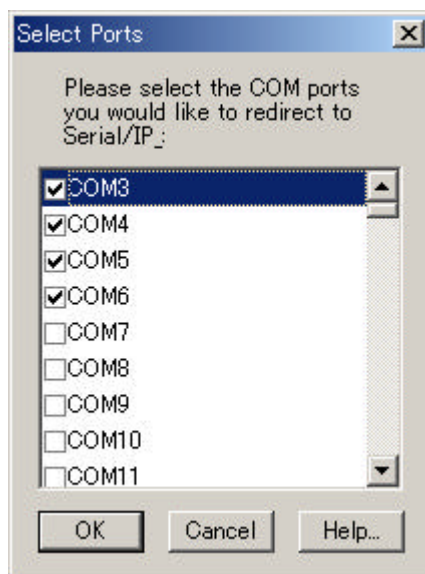 Select Ports
Please select the COM ports
you would like to redirect to
Serial/IP_:
COM3
COM4
COM5
COM6
COM7
COM8
COM9
COM10
COM11
OK
Cancel
Help...